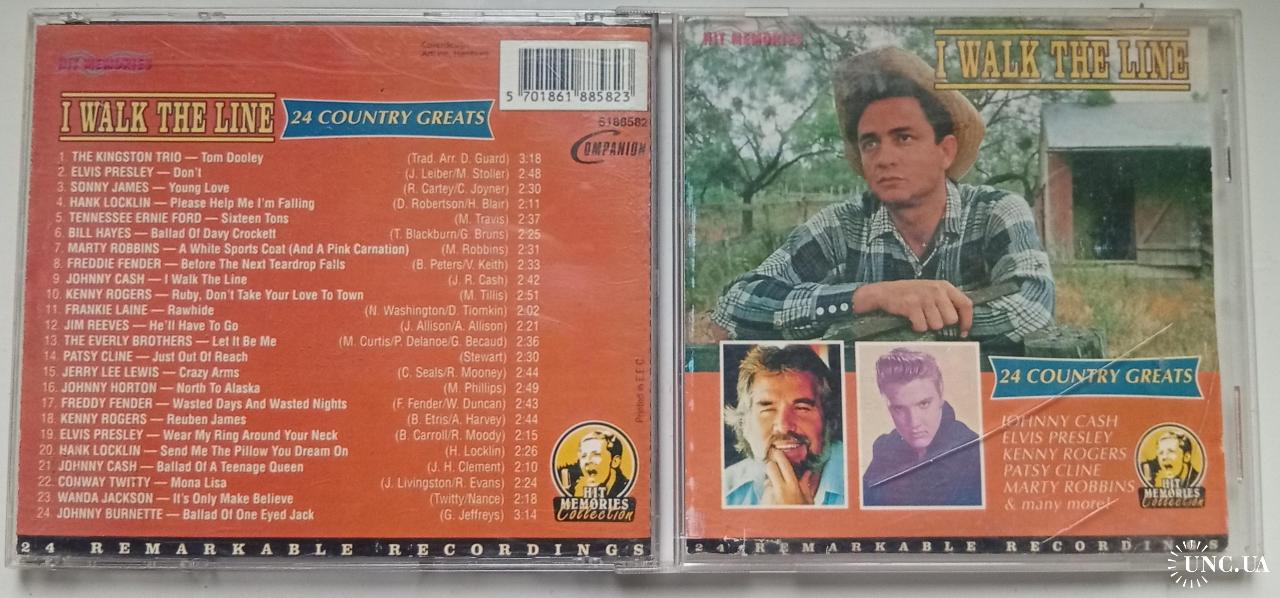 HIT MEMORIES
5 701861 885823
I WALK THE LINE
24 COUNTRY GREATS
6188582
COMPANION
1. THE KINGSTON TRIO — Tom Dooley (Trad. Arr. D. Guard) 3:18
2. ELVIS PRESLEY — Don't (J. Leiber/M. Stoller) 2:48
3. SONNY JAMES — Young Love (R. Cartey/C. Joyner) 2:30
4. HANK LOCKLIN — Please Help Me I'm Falling (D. Robertson/H. Blair) 2:11
5. TENNESSEE ERNIE FORD — Sixteen Tons (M. Travis) 2:37
6. BILL HAYES — Ballad Of Davy Crockett (T. Blackburn/G. Bruns) 2:25
7. MARTY ROBBINS — A White Sports Coat (And A Pink Carnation) (M. Robbins) 2:31
8. FREDDIE FENDER — Before The Next Teardrop Falls (B. Peters/V. Keith) 2:33
9. JOHNNY CASH — I Walk The Line (J. R. Cash) 2:42
10. KENNY ROGERS — Ruby, Don't Take Your Love To Town (M. Tillis) 2:51
11. FRANKIE LAINE — Rawhide (N. Washington/D. Tiomkin) 2:02
12. JIM REEVES — He'll Have To Go (J. Allison/A. Allison) 2:21
13. THE EVERLY BROTHERS — Let It Be Me (M. Curtis/P. Delanoe/G. Becaud) 2:36
14. PATSY CLINE — Just Out Of Reach (Stewart) 2:30
15. JERRY LEE LEWIS — Crazy Arms (C. Seals/R. Mooney) 2:44
16. JOHNNY HORTON — North To Alaska (M. Phillips) 2:49
17. FREDDY FENDER — Wasted Days And Wasted Nights (F. Fender/W. Duncan) 2:43
18. KENNY ROGERS — Reuben James (B. Etris/A. Harvey) 2:44
19. ELVIS PRESLEY — Wear My Ring Around Your Neck (B. Carroll/R. Moody) 2:15
20. HANK LOCKLIN — Send Me The Pillow You Dream On (H. Locklin) 2:26
21. JOHNNY CASH — Ballad Of A Teenage Queen (J. H. Clement) 2:10
22. CONWAY TWITTY — Mona Lisa (J. Livingston/R. Evans) 2:24
23. WANDA JACKSON — It's Only Make Believe (Twitty/Nance) 2:18
24. JOHNNY BURNETTE — Ballad Of One Eyed Jack (G. Jeffreys) 3:14
Printed in E.E.C.
HIT
MEMORIES
Collection
24 REMARKABLE RECORDINGS
HIT MEMORIES
I WALK THE LINE
24 COUNTRY GREATS
JOHNNY CASH
ELVIS PRESLEY
KENNY ROGERS
PATSY CLINE
MARTY ROBBINS
& many more!
HIT
MEMORIES
Collection
24 REMARKABLE RECORDINGS
UNC.UA